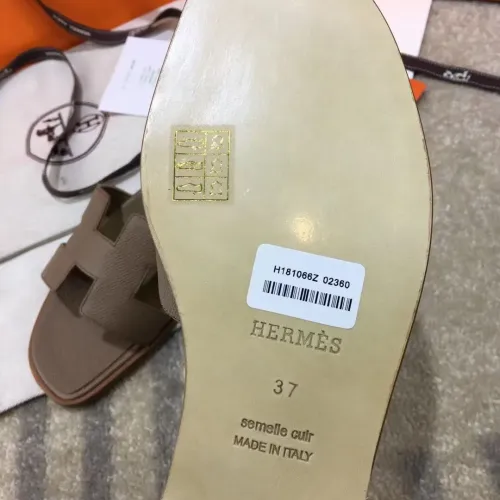 H181066Z 02360
HERMÈS
37
semelle cuir
MADE IN ITALY